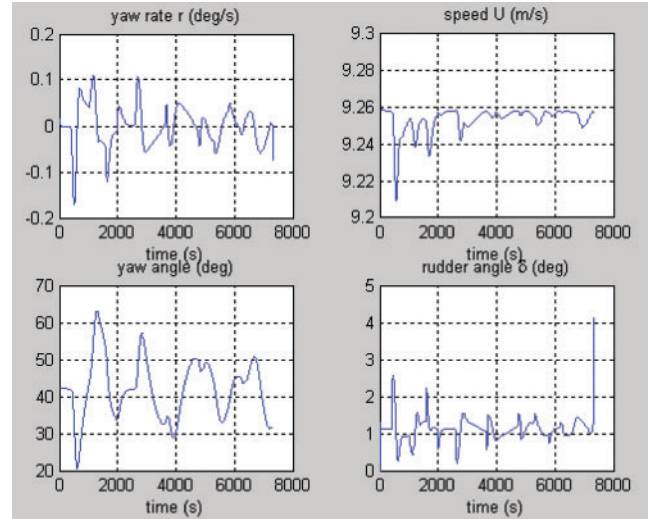 yaw rate r (deg/s)
0.2
0.1
0
-0.1
-0.2
0 2000 4000 6000 8000
time (s)
speed U (m/s)
9.3
9.28
9.26
9.24
9.22
9.2
0 2000 4000 6000 8000
time (s)
yaw angle (deg)
70
60
50
40
30
20
0 2000 4000 6000 8000
time (s)
rudder angle δ (deg)
5
4
3
2
1
0
0 2000 4000 6000 8000
time (s)